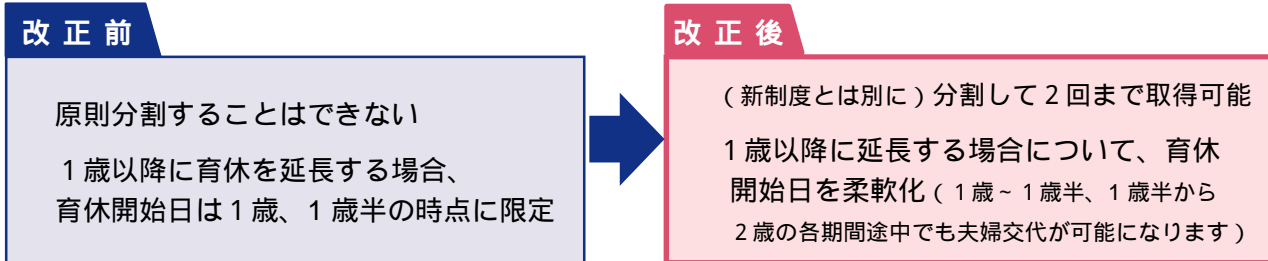 改正前
原則分割することはできない
1歳以降に育休を延長する場合、
育休開始日は1歳、1歳半の時点に限定
改正後
(新制度とは別に)分割して2回まで取得可能
1歳以降に延長する場合について、育休
開始日を柔軟化(1歳~1歳半、1歳半から
2歳の各期間途中でも夫婦交代が可能になります)